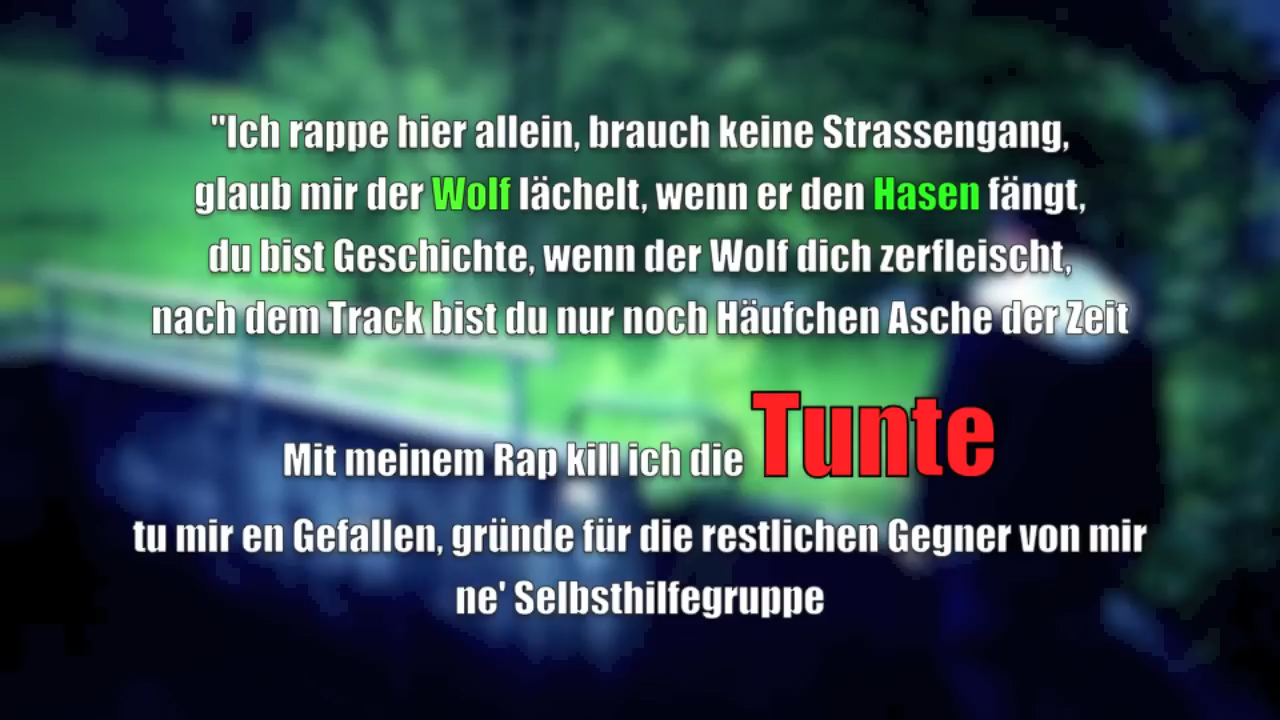 "Ich rappe hier allein, brauch keine Strassengang,
glaub mir der Wolf lächelt, wenn er den Hasen fängt,
du bist Geschichte, wenn der Wolf dich zerfleischt,
nach dem Track bist du nur noch Häufchen Asche der Zeit
Mit meinem Rap kill ich die Tunte
tu mir en Gefallen, gründe für die restlichen Gegner von mir
ne' Selbsthilfegruppe